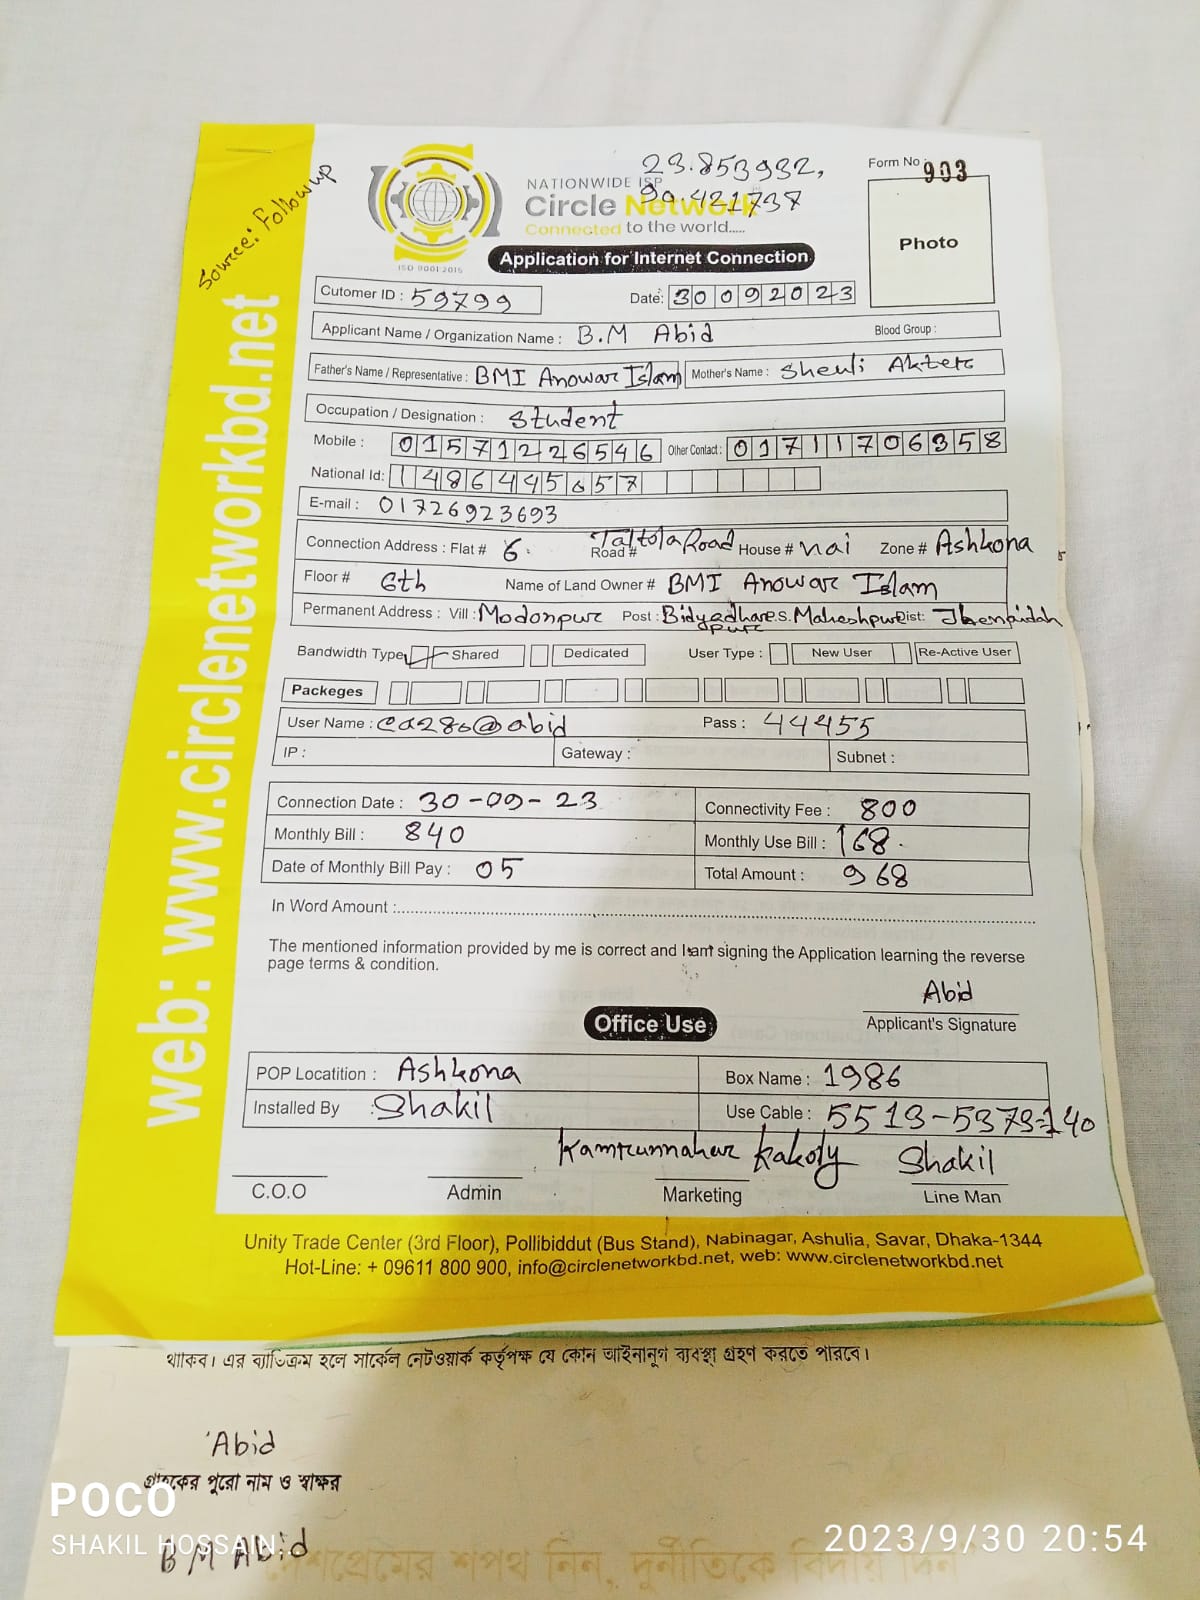 web: www.circlenetworkbd.net
Source: Followup
23.853932,
90.421737
NATIONWIDE ISP
Circle Network
Connected to the world.....
ISO 9001:2015
Form No : 903
Photo
Application for Internet Connection
Cutomer ID : 59799 Date: 30092023
Applicant Name / Organization Name : B.M Abid Blood Group :
Father's Name / Representative : BMI Anowar Islam Mother's Name : Sheuli Akter
Occupation / Designation : Student
Mobile : 01571226546 Other Contact : 01711706358
National Id: 1486445657
E-mail : 01726923693
Connection Address : Flat # 6. Road # Taltola Road House # nai Zone # Ashkona
Floor # 6th Name of Land Owner # BMI Anowar Islam
Permanent Address : Vill : Modonpur Post : Bidyadharpur P.S. Maheshpur Dist: Jhenaidah
Bandwidth Type Shared Dedicated User Type : New User Re-Active User
Packeges
User Name : ca280@abid Pass : 44455
IP : Gateway : Subnet :
Connection Date : 30-09-23 Connectivity Fee : 800
Monthly Bill : 840 Monthly Use Bill : 168.
Date of Monthly Bill Pay : 05 Total Amount : 968
In Word Amount :
The mentioned information provided by me is correct and I am signing the Application learning the reverse
page terms & condition.
Abid
Applicant's Signature
Office Use
POP Locatition : Ashkona Box Name : 1986
Installed By : Shakil Use Cable : 5513-5373=140
Kamrunnahar Kakoly Shakil
C.O.O Admin Marketing Line Man
Unity Trade Center (3rd Floor), Pollibiddut (Bus Stand), Nabinagar, Ashulia, Savar, Dhaka-1344
Hot-Line: + 09611 800 900, info@circlenetworkbd.net, web: www.circlenetworkbd.net
থাকিব। এর ব্যাতিক্রম হলে সার্কেল নেটওয়ার্ক কর্তৃপক্ষ যে কোন আইনানুগ ব্যবস্থা গ্রহণ করতে পারবে।
Abid
গ্রাহকের পুরো নাম ও স্বাক্ষর
POCO
SHAKIL HOSSAIN...
B M Abid
2023/9/30 20:54
দেশপ্রেমের শপথ নিন, দুর্নীতিকে বিদায় দিন